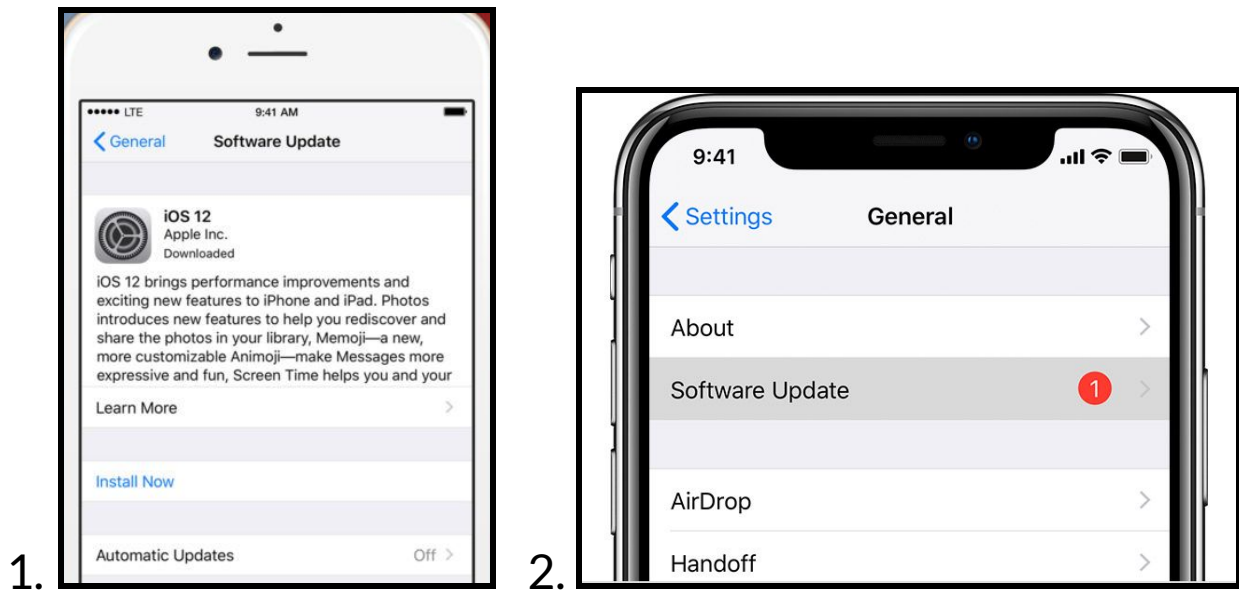 ●●●●● LTE 9:41 AM
General Software Update
iOS 12
Apple Inc.
Downloaded
iOS 12 brings performance improvements and
exciting new features to iPhone and iPad. Photos
introduces new features to help you rediscover and
share the photos in your library, Memoji—a new,
more customizable Animoji—make Messages more
expressive and fun, Screen Time helps you and your
Learn More
Install Now
Automatic Updates Off
1.
9:41
Settings General
About
Software Update 1
AirDrop
Handoff
2.